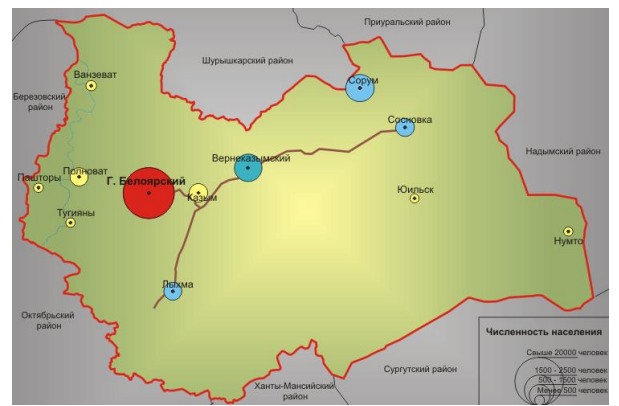 Приуральский район
Шурышкарский район
Ванзеват
Сорум
Березовский
район
Сосновка
Надымский район
Вернеказымский
Полноват
Пашторы
Г. Белоярский
Казым
Юильск
Тугияны
Нумто
Лыхма
Октябрьский
район
Численность населения
Свыше 20000 человек
1500 - 2500 человек
500 - 1500 человек
Менее 500 человек
Сургутский район
Ханты-Мансийский
район